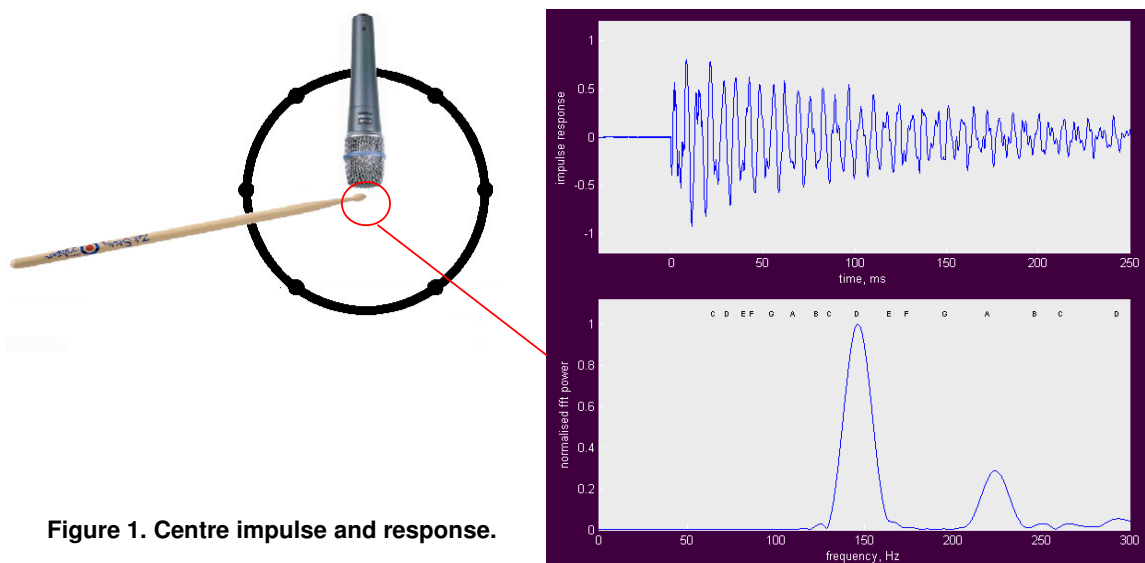 Figure 1. Centre impulse and response.
impulse response
1
0.5
0
-0.5
-1
0 50 100 150 200 250
time, ms
normalised fft power
C D E F G A B C D E F G A B C D
1
0.8
0.6
0.4
0.2
0
0 50 100 150 200 250 300
frequency, Hz